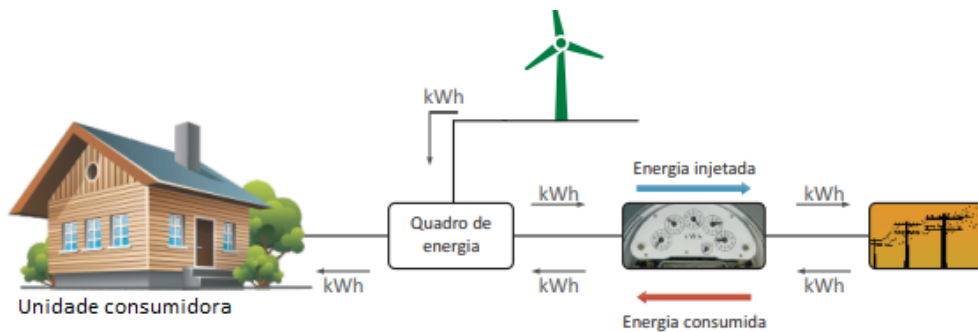 kWh
Energia injetada
kWh
kWh
Quadro de
energia
kWh
kWh
kWh
Unidade consumidora
Energia consumida